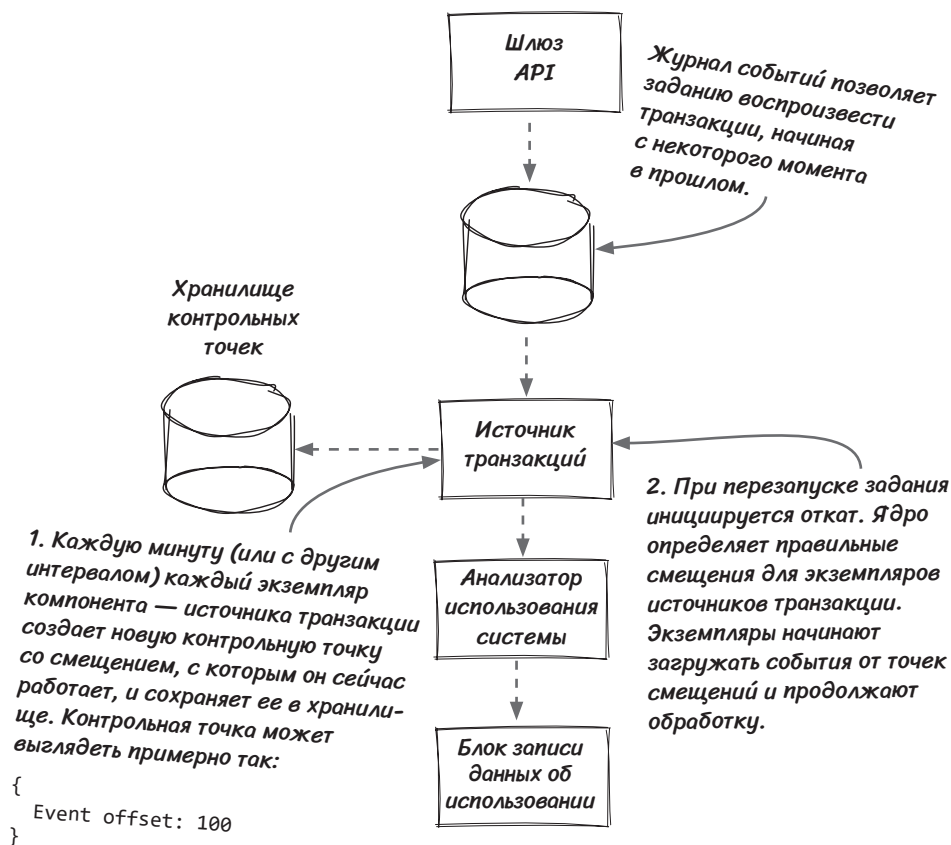 Шлюз
API
Журнал событий позволяет
заданию воспроизвести
транзакции, начиная
с некоторого момента
в прошлом.
Хранилище
контрольных
точек
Источник
транзакций
1. Каждую минуту (или с другим
интервалом) каждый экземпляр
компонента — источника транзакции
создает новую контрольную точку
со смещением, с которым он сейчас
работает, и сохраняет ее в хранили-
ще. Контрольная точка может
выглядеть примерно так:
{
Event offset: 100
}
2. При перезапуске задания
инициируется откат. Ядро
определяет правильные
смещения для экземпляров
источников транзакции.
Экземпляры начинают
загружать события от точек
смещений и продолжают
обработку.
Анализатор
использования
системы
Блок записи
данных об
использовании